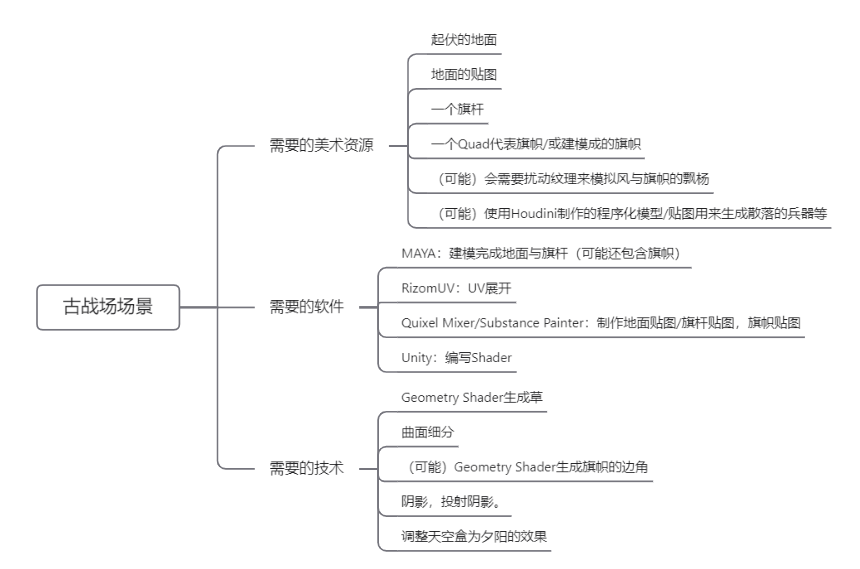 古战场场景
需要的美术资源
起伏的地面
地面的贴图
一个旗杆
一个Quad代表旗帜/或建模成的旗帜
（可能）会需要扰动纹理来模拟风与旗帜的飘杨
（可能）使用Houdini制作的程序化模型/贴图用来生成散落的兵器等
需要的软件
MAYA：建模完成地面与旗杆（可能还包含旗帜）
RizomUV：UV展开
Quixel Mixer/Substance Painter：制作地面贴图/旗杆贴图，旗帜贴图
Unity：编写Shader
需要的技术
Geometry Shader生成草
曲面细分
（可能）Geometry Shader生成旗帜的边角
阴影，投射阴影。
调整天空盒为夕阳的效果